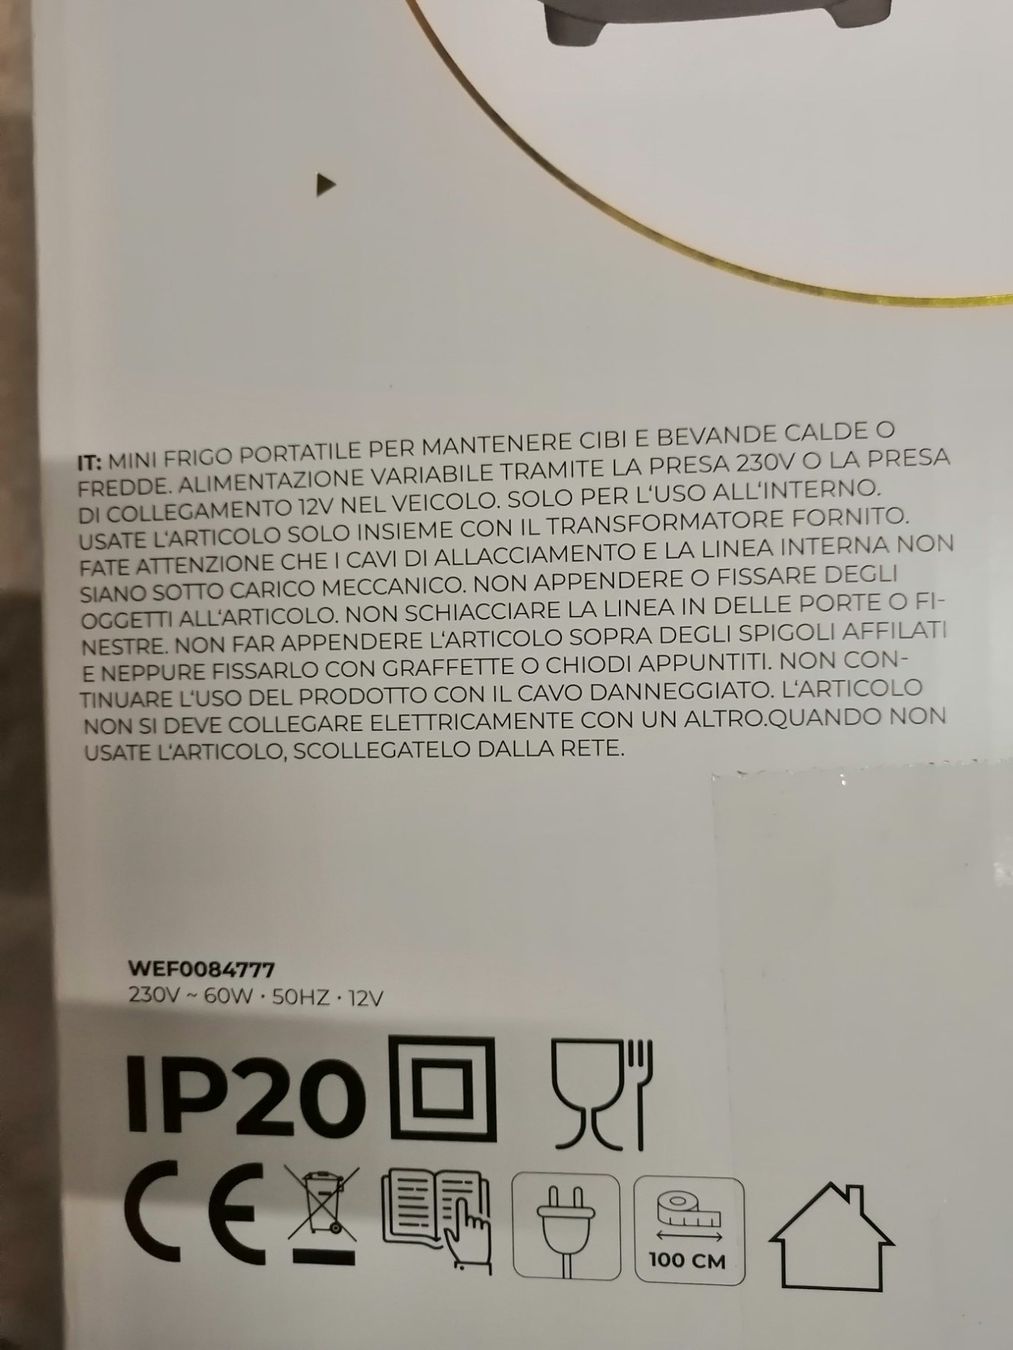 IT: MINI FRIGO PORTATILE PER MANTENERE CIBI E BEVANDE CALDE O
FREDDE. ALIMENTAZIONE VARIABILE TRAMITE LA PRESA 230V O LA PRESA
DI COLLEGAMENTO 12V NEL VEICOLO. SOLO PER L‘USO ALL‘INTERNO.
USATE L‘ARTICOLO SOLO INSIEME CON IL TRANSFORMATORE FORNITO.
FATE ATTENZIONE CHE I CAVI DI ALLACCIAMENTO E LA LINEA INTERNA NON
SIANO SOTTO CARICO MECCANICO. NON APPENDERE O FISSARE DEGLI
OGGETTI ALL‘ARTICOLO. NON SCHIACCIARE LA LINEA IN DELLE PORTE O FI-
NESTRE. NON FAR APPENDERE L‘ARTICOLO SOPRA DEGLI SPIGOLI AFFILATI
E NEPPURE FISSARLO CON GRAFFETTE O CHIODI APPUNTITI. NON CON-
TINUARE L‘USO DEL PRODOTTO CON IL CAVO DANNEGGIATO. L‘ARTICOLO
NON SI DEVE COLLEGARE ELETTRICAMENTE CON UN ALTRO.QUANDO NON
USATE L‘ARTICOLO, SCOLLEGATELO DALLA RETE.
WEF0084777
230V ~ 60W · 50HZ · 12V
IP20
CE
100 CM